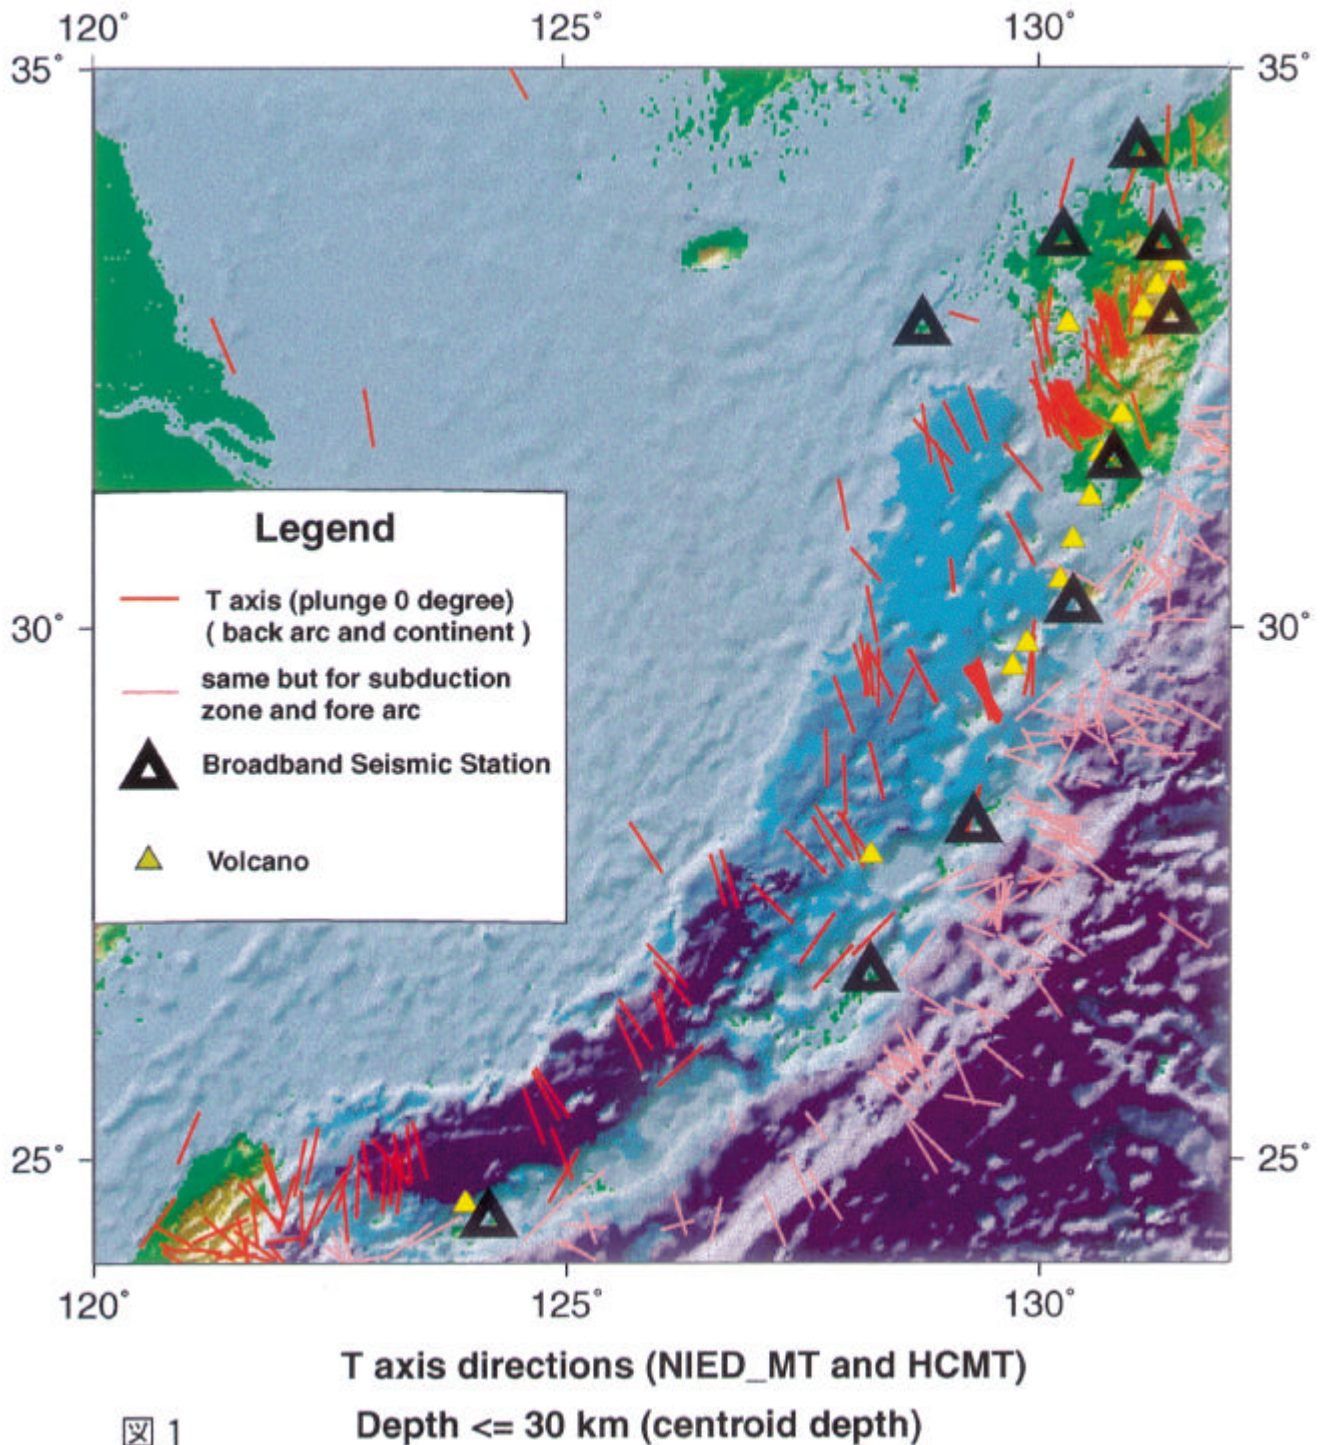 120° 125° 130°
35° 35°
Legend
T axis (plunge 0 degree)
( back arc and continent )
30° 30°
same but for subduction
zone and fore arc
Broadband Seismic Station
Volcano
25° 25°
120° 125° 130°
T axis directions (NIED_MT and HCMT)
図 1 Depth <= 30 km (centroid depth)